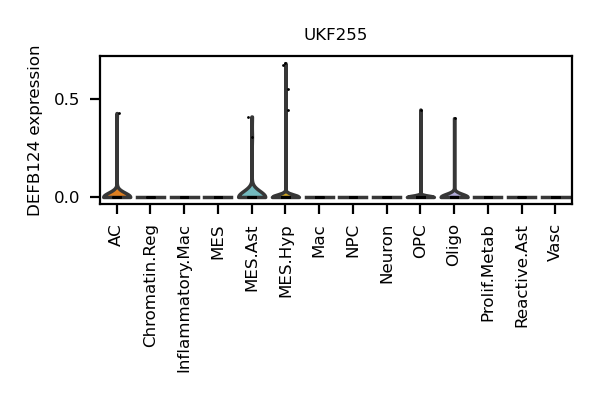 UKF255
DEFB124 expression
0.5
0.0
AC
Chromatin.Reg
Inflammatory.Mac
MES
MES.Ast
MES.Hyp
Mac
NPC
Neuron
OPC
Oligo
Prolif.Metab
Reactive.Ast
Vasc